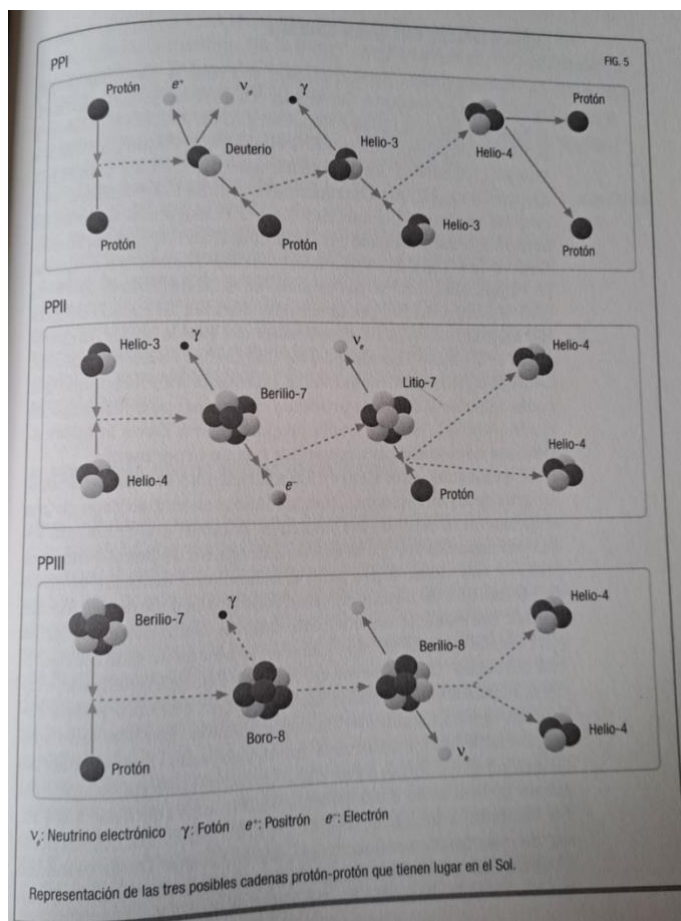 PPI
FIG. 5
Protón
e⁺
νₑ
γ
Deuterio
Helio-3
Helio-4
Protón
Protón
Protón
Helio-3
Protón
PPII
Helio-3
γ
Berilio-7
νₑ
Litio-7
Helio-4
Helio-4
Helio-4
e⁻
Protón
PPIII
Berilio-7
γ
Berilio-8
Helio-4
Boro-8
Helio-4
Protón
νₑ
νₑ: Neutrino electrónico γ: Fotón e⁺: Positrón e⁻: Electrón
Representación de las tres posibles cadenas protón-protón que tienen lugar en el Sol.